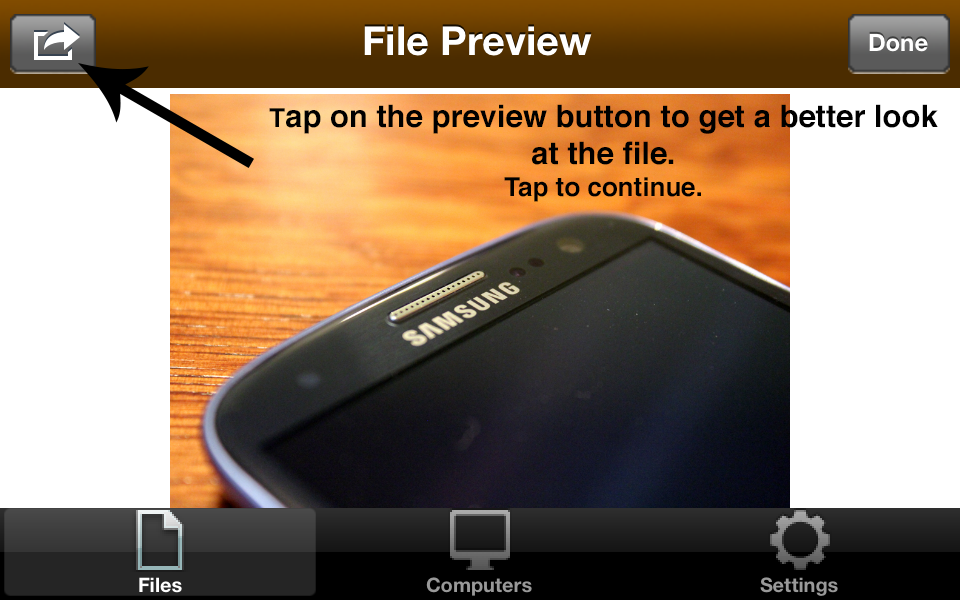 File Preview
Done
Tap on the preview button to get a better look
at the file.
Tap to continue.
SAMSUNG
Files
Computers
Settings